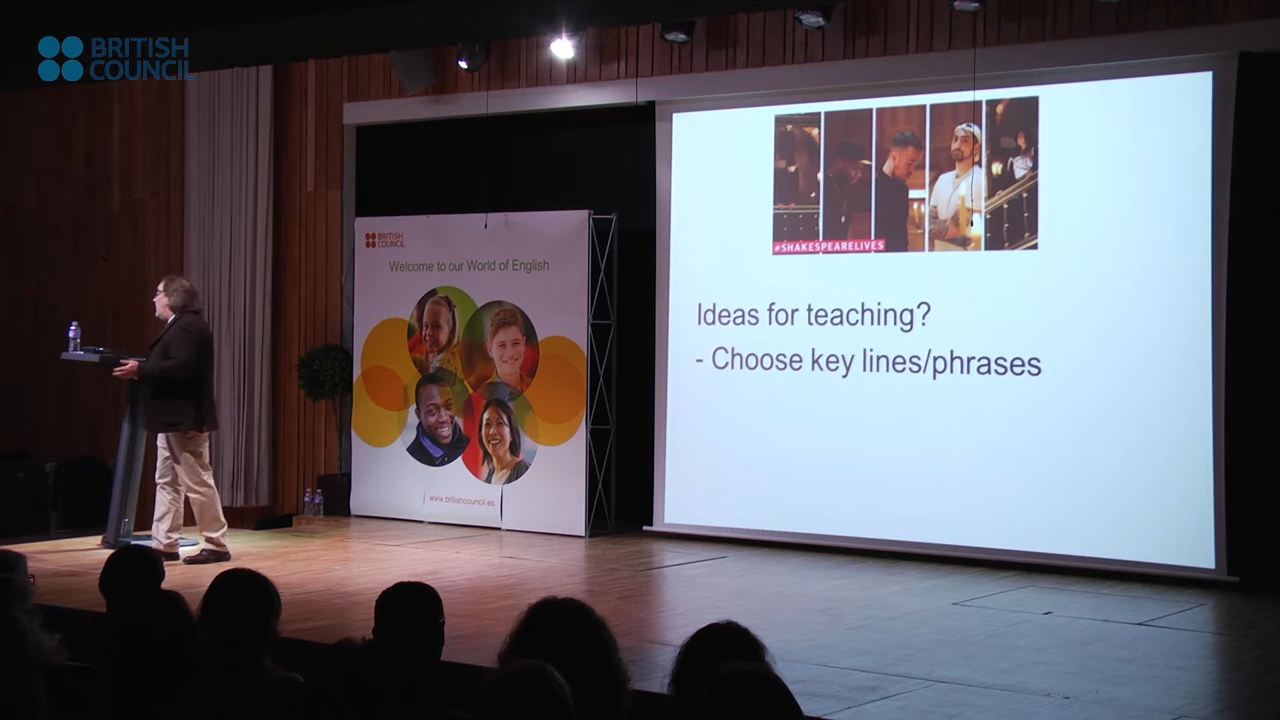 BRITISH
COUNCIL
BRITISH
COUNCIL
Welcome to our World of English
www.britishcouncil.es
#SHAKESPEARELIVES
Ideas for teaching?
- Choose key lines/phrases